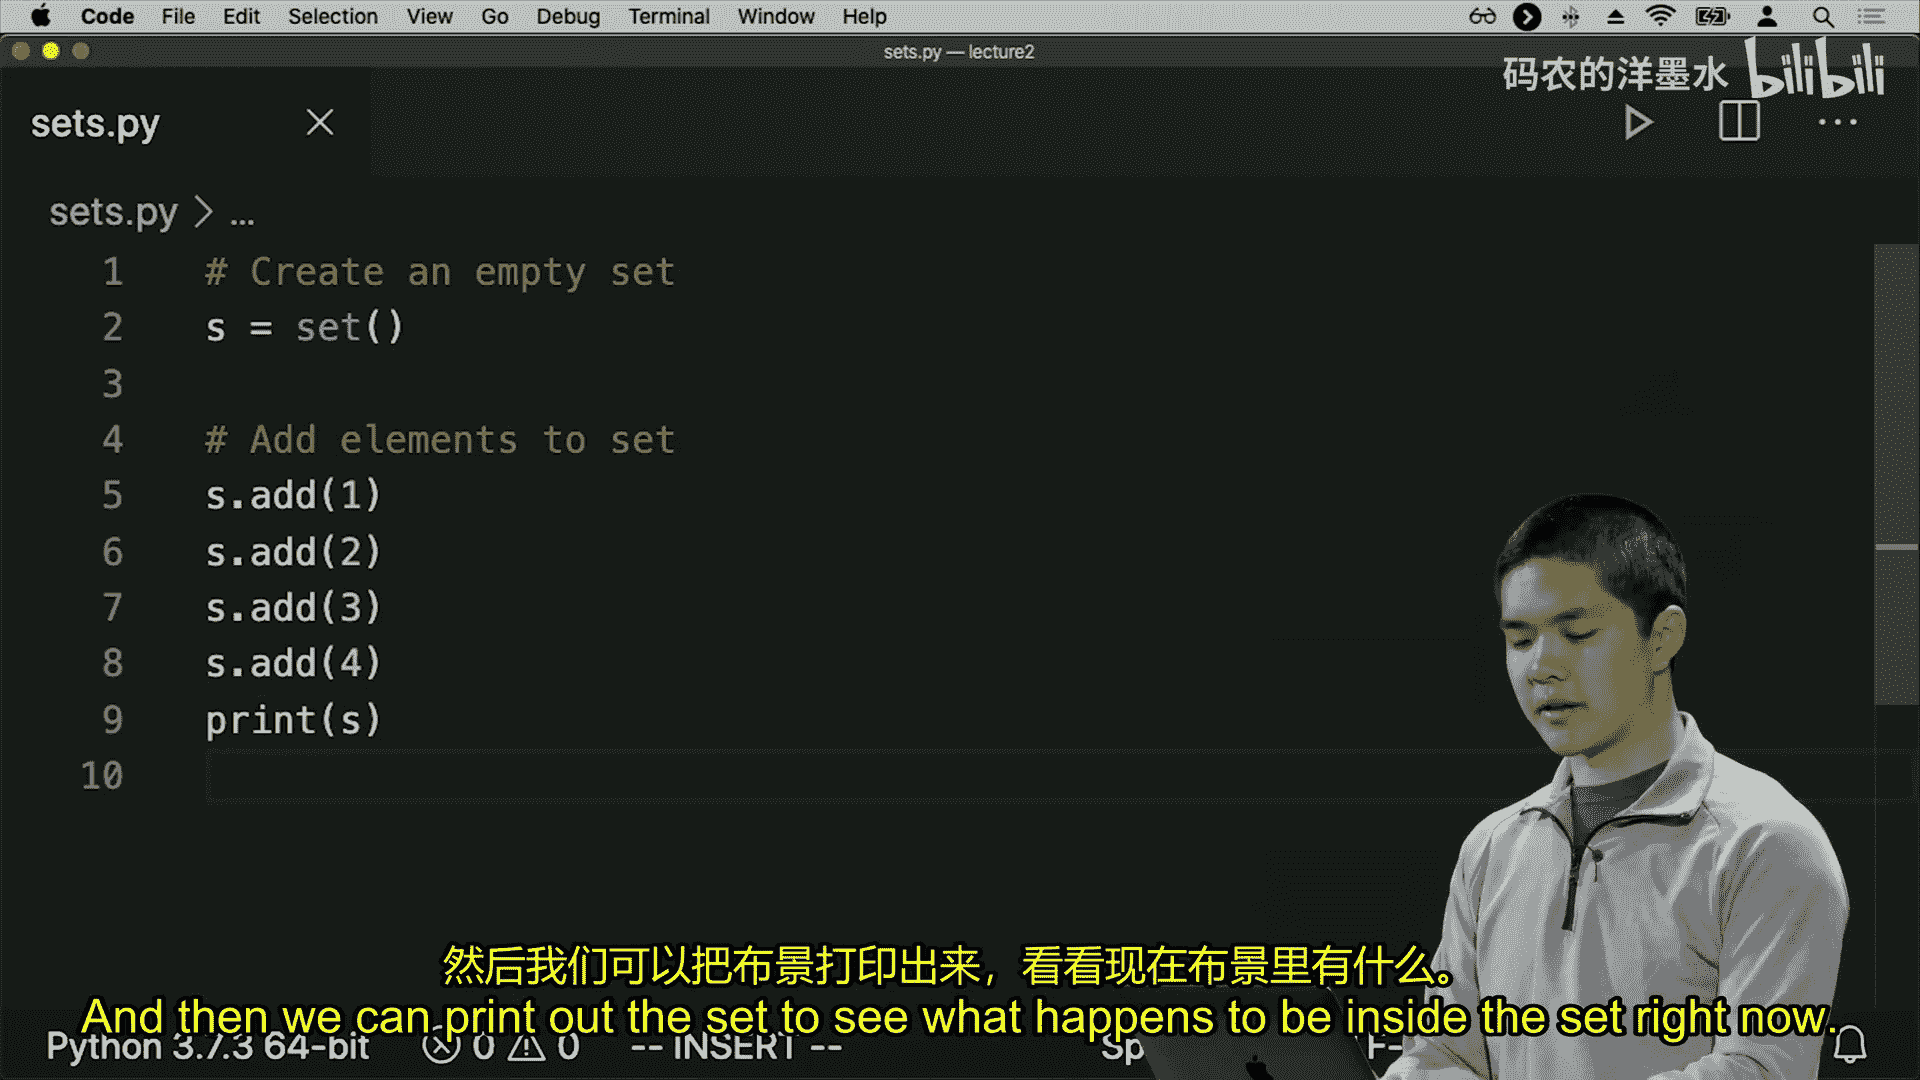 Code File Edit Selection View Go Debug Terminal Window Help
sets.py — lecture2
码农的洋墨水 bilibili
sets.py
sets.py > ...
1 # Create an empty set
2 s = set()
3
4 # Add elements to set
5 s.add(1)
6 s.add(2)
7 s.add(3)
8 s.add(4)
9 print(s)
10
然后我们可以把布景打印出来，看看现在布景里有什么。
And then we can print out the set to see what happens to be inside the set right now.
Python 3.7.3 64-bit 0 0 -- INSERT --